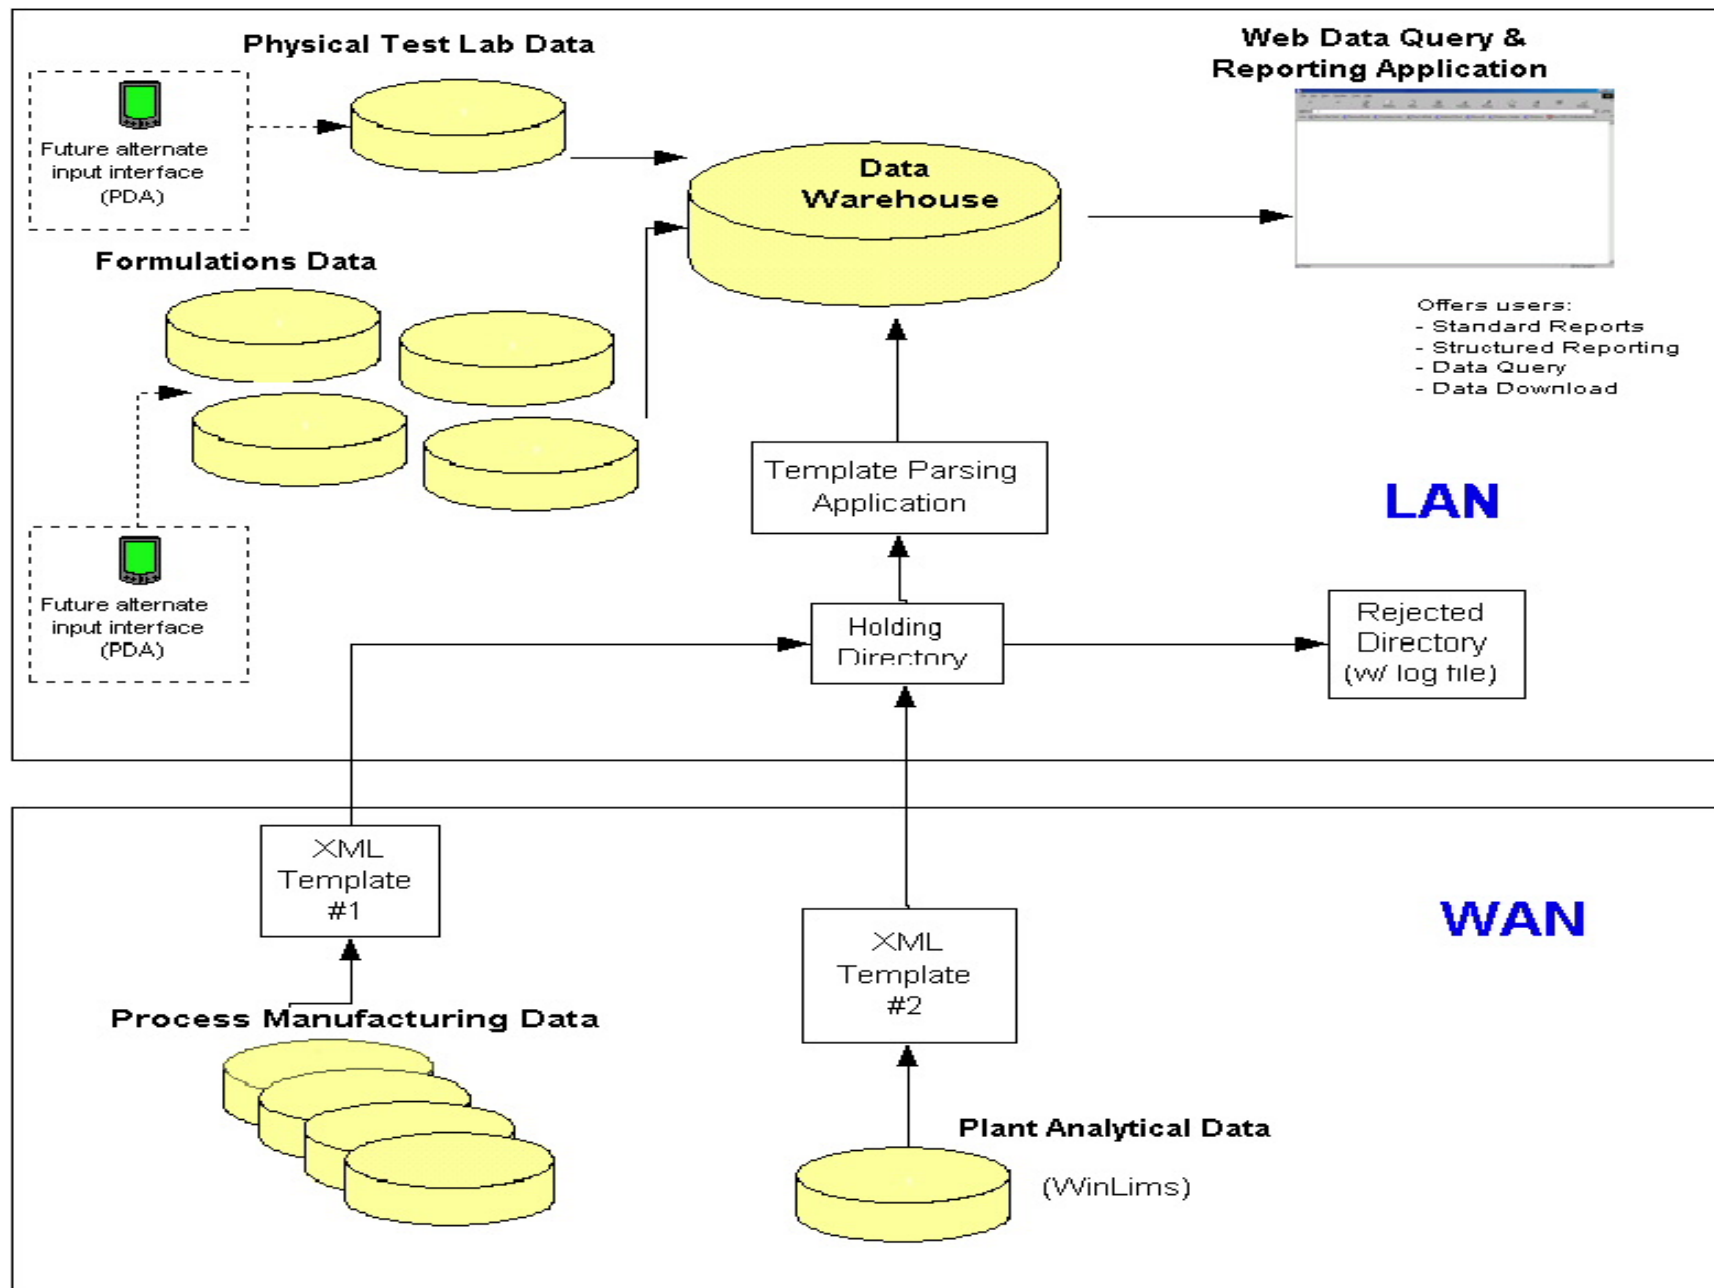 Physical Test Lab Data
Web Data Query &
Reporting Application
Future alternate
input interface
(PDA)
Data
Warehouse
Formulations Data
Offers users:
- Standard Reports
- Structured Reporting
- Data Query
- Data Download
Template Parsing
Application
LAN
Future alternate
input interface
(PDA)
Holding
Directory
Rejected
Directory
(w/ log file)
XML
Template
#1
WAN
XML
Template
#2
Process Manufacturing Data
Plant Analytical Data
(WinLims)